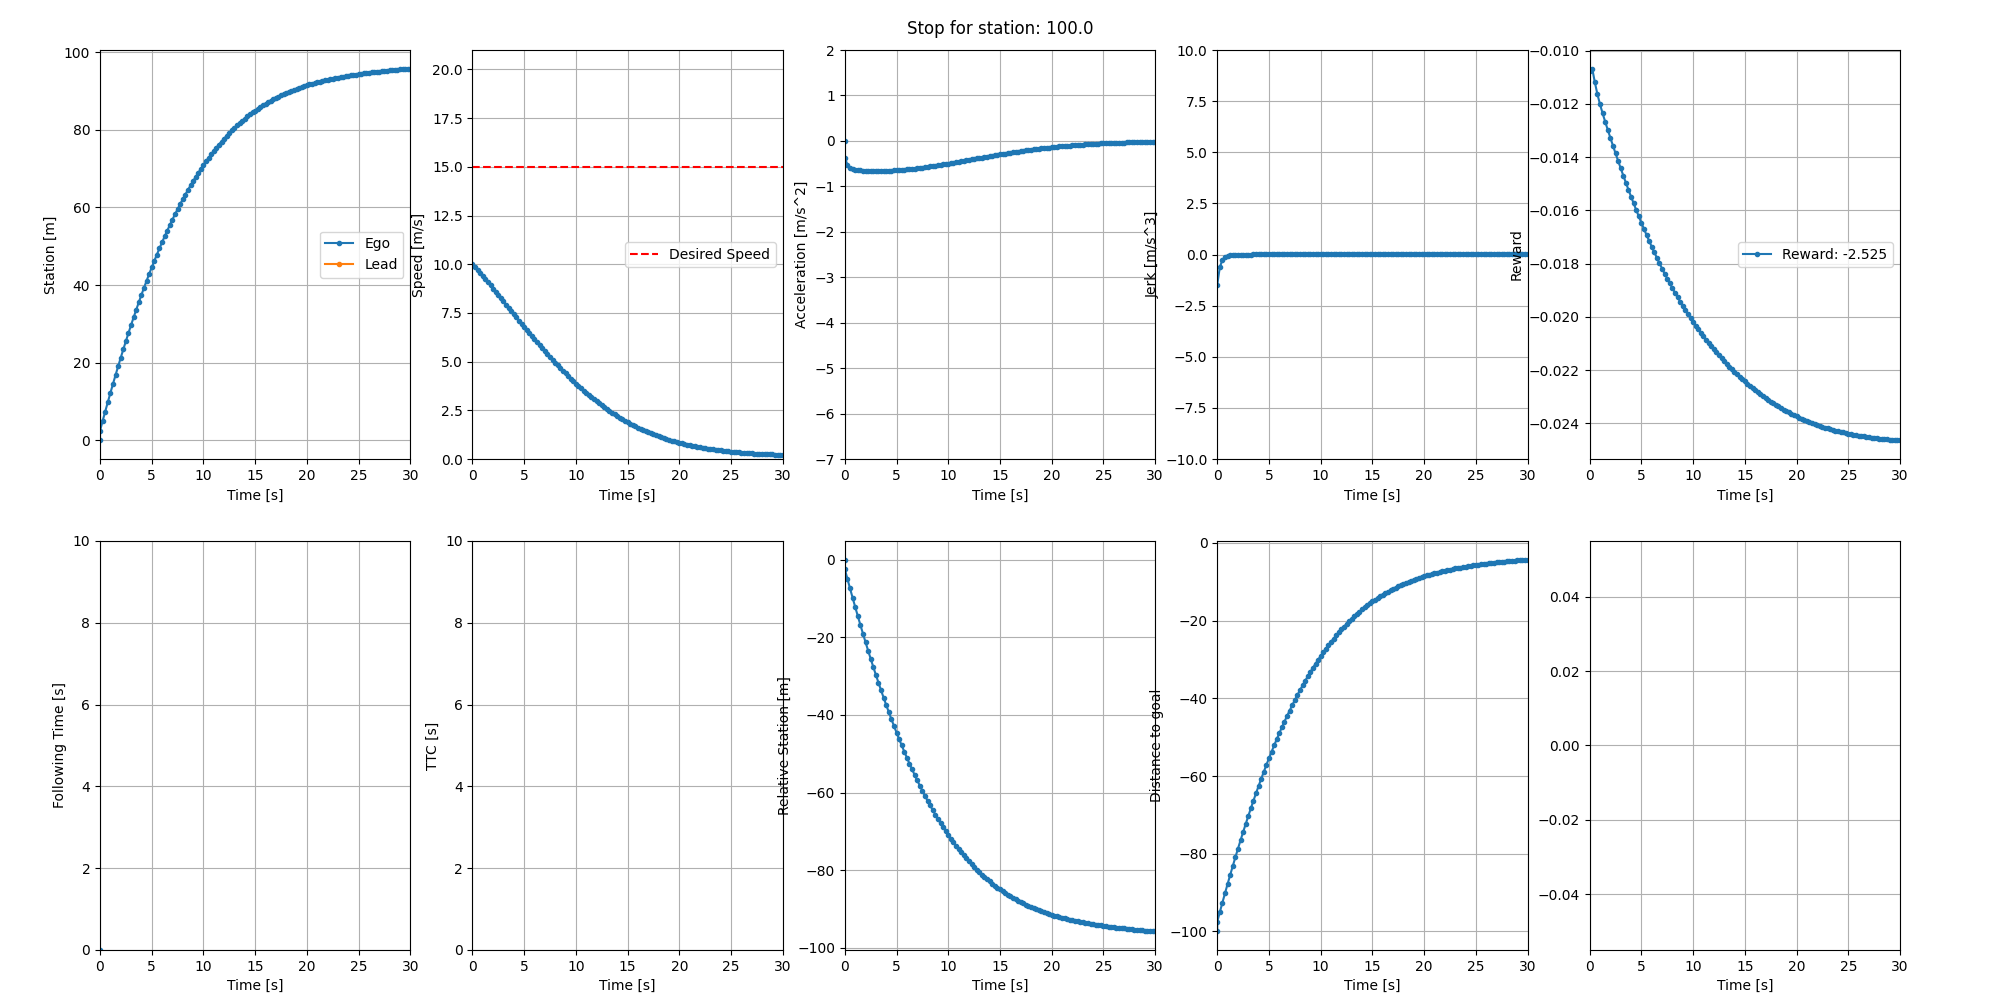 Stop for station: 100.0
Station [m]
100
80
60
40
20
0
Ego
Lead
0 5 10 15 20 25 30
Time [s]
Speed [m/s]
20.0
17.5
15.0
12.5
10.0
7.5
5.0
2.5
0.0
Desired Speed
0 5 10 15 20 25 30
Time [s]
Acceleration [m/s^2]
2
1
0
−1
−2
−3
−4
−5
−6
−7
0 5 10 15 20 25 30
Time [s]
Jerk [m/s^3]
10.0
7.5
5.0
2.5
0.0
−2.5
−5.0
−7.5
−10.0
0 5 10 15 20 25 30
Time [s]
Reward
−0.010
−0.012
−0.014
−0.016
−0.018
−0.020
−0.022
−0.024
Reward: -2.525
0 5 10 15 20 25 30
Time [s]
Following Time [s]
10
8
6
4
2
0
0 5 10 15 20 25 30
Time [s]
TTC [s]
10
8
6
4
2
0
0 5 10 15 20 25 30
Time [s]
Relative Station [m]
0
−20
−40
−60
−80
−100
0 5 10 15 20 25 30
Time [s]
Distance to goal
0
−20
−40
−60
−80
−100
0 5 10 15 20 25 30
Time [s]
0.04
0.02
0.00
−0.02
−0.04
0 5 10 15 20 25 30
Time [s]